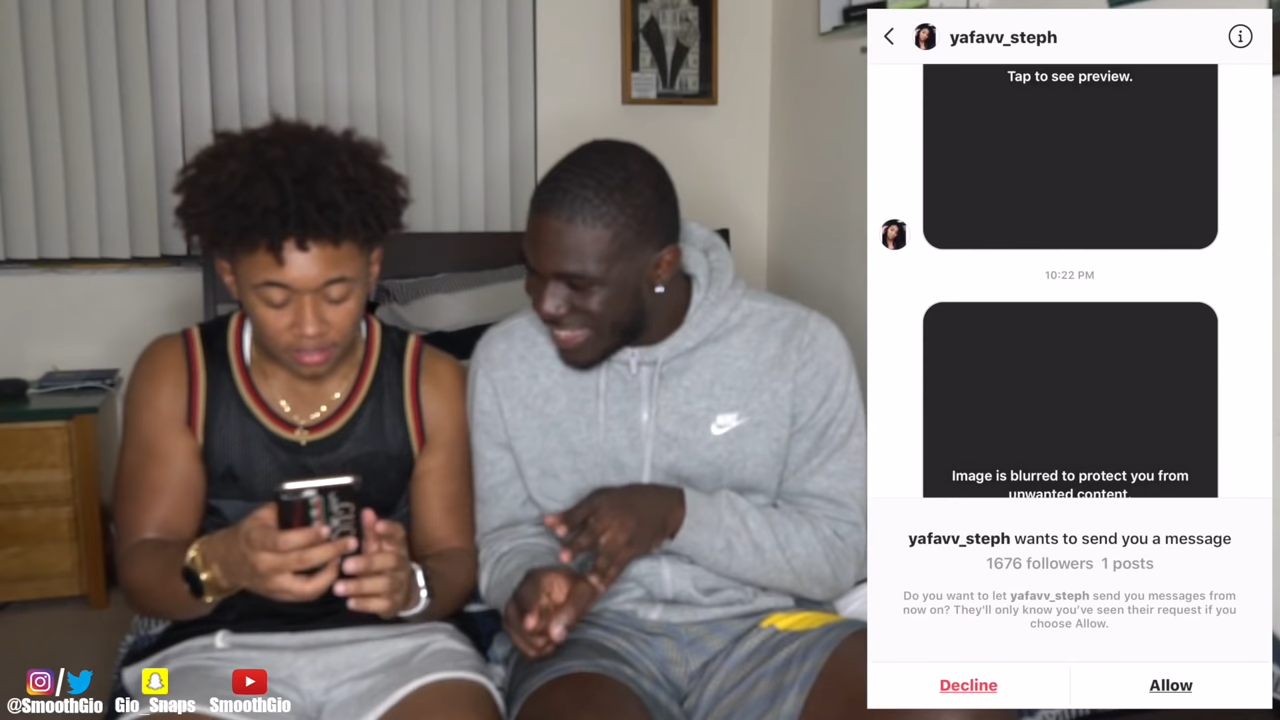 yafavv_steph
Tap to see preview.
10:22 PM
Image is blurred to protect you from
unwanted content.
yafavv_steph wants to send you a message
1676 followers 1 posts
Do you want to let yafavv_steph send you messages from
now on? They'll only know you've seen their request if you
choose Allow.
Decline
Allow
@SmoothGio
Gio_Snaps
SmoothGio